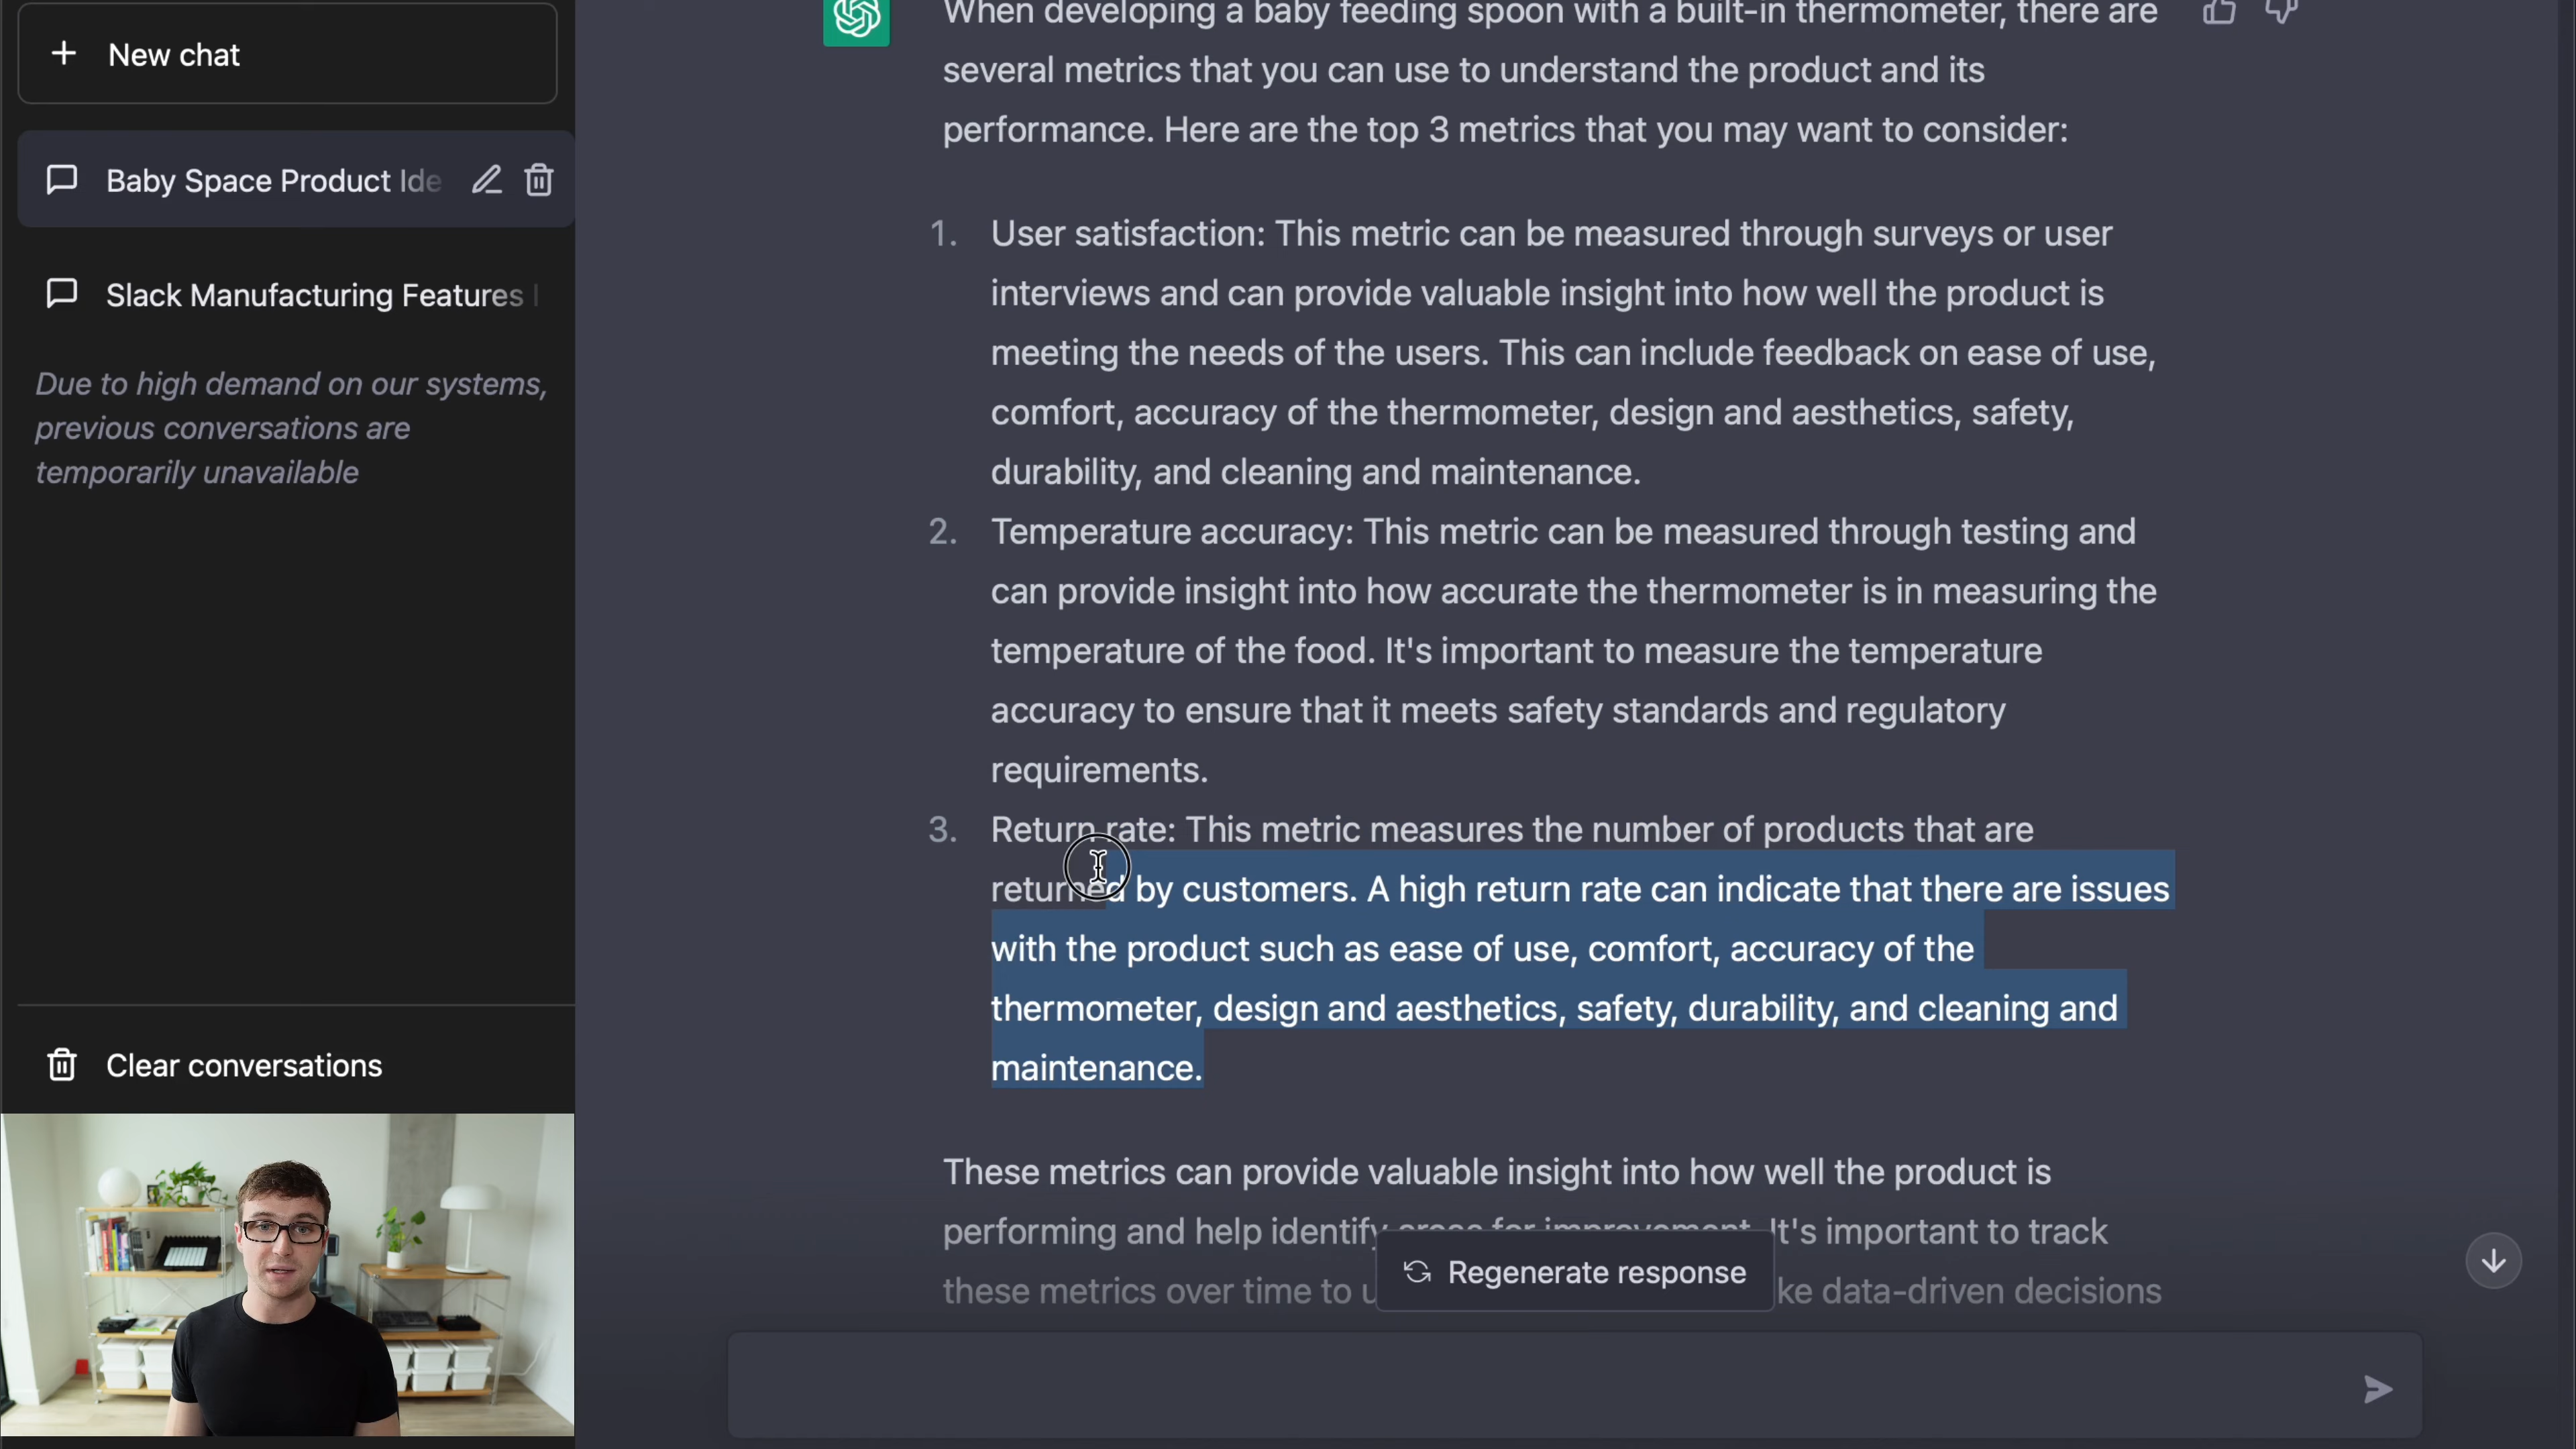 New chat
Baby Space Product Ide
Slack Manufacturing Features
Due to high demand on our systems,
previous conversations are
temporarily unavailable
Clear conversations
When developing a baby feeding spoon with a built-in thermometer, there are
several metrics that you can use to understand the product and its
performance. Here are the top 3 metrics that you may want to consider:
1. User satisfaction: This metric can be measured through surveys or user
interviews and can provide valuable insight into how well the product is
meeting the needs of the users. This can include feedback on ease of use,
comfort, accuracy of the thermometer, design and aesthetics, safety,
durability, and cleaning and maintenance.
2. Temperature accuracy: This metric can be measured through testing and
can provide insight into how accurate the thermometer is in measuring the
temperature of the food. It's important to measure the temperature
accuracy to ensure that it meets safety standards and regulatory
requirements.
3. Return rate: This metric measures the number of products that are
returned by customers. A high return rate can indicate that there are issues
with the product such as ease of use, comfort, accuracy of the
thermometer, design and aesthetics, safety, durability, and cleaning and
maintenance.
These metrics can provide valuable insight into how well the product is
performing and help identify areas for improvement. It's important to track
these metrics over time to u ke data-driven decisions
Regenerate response